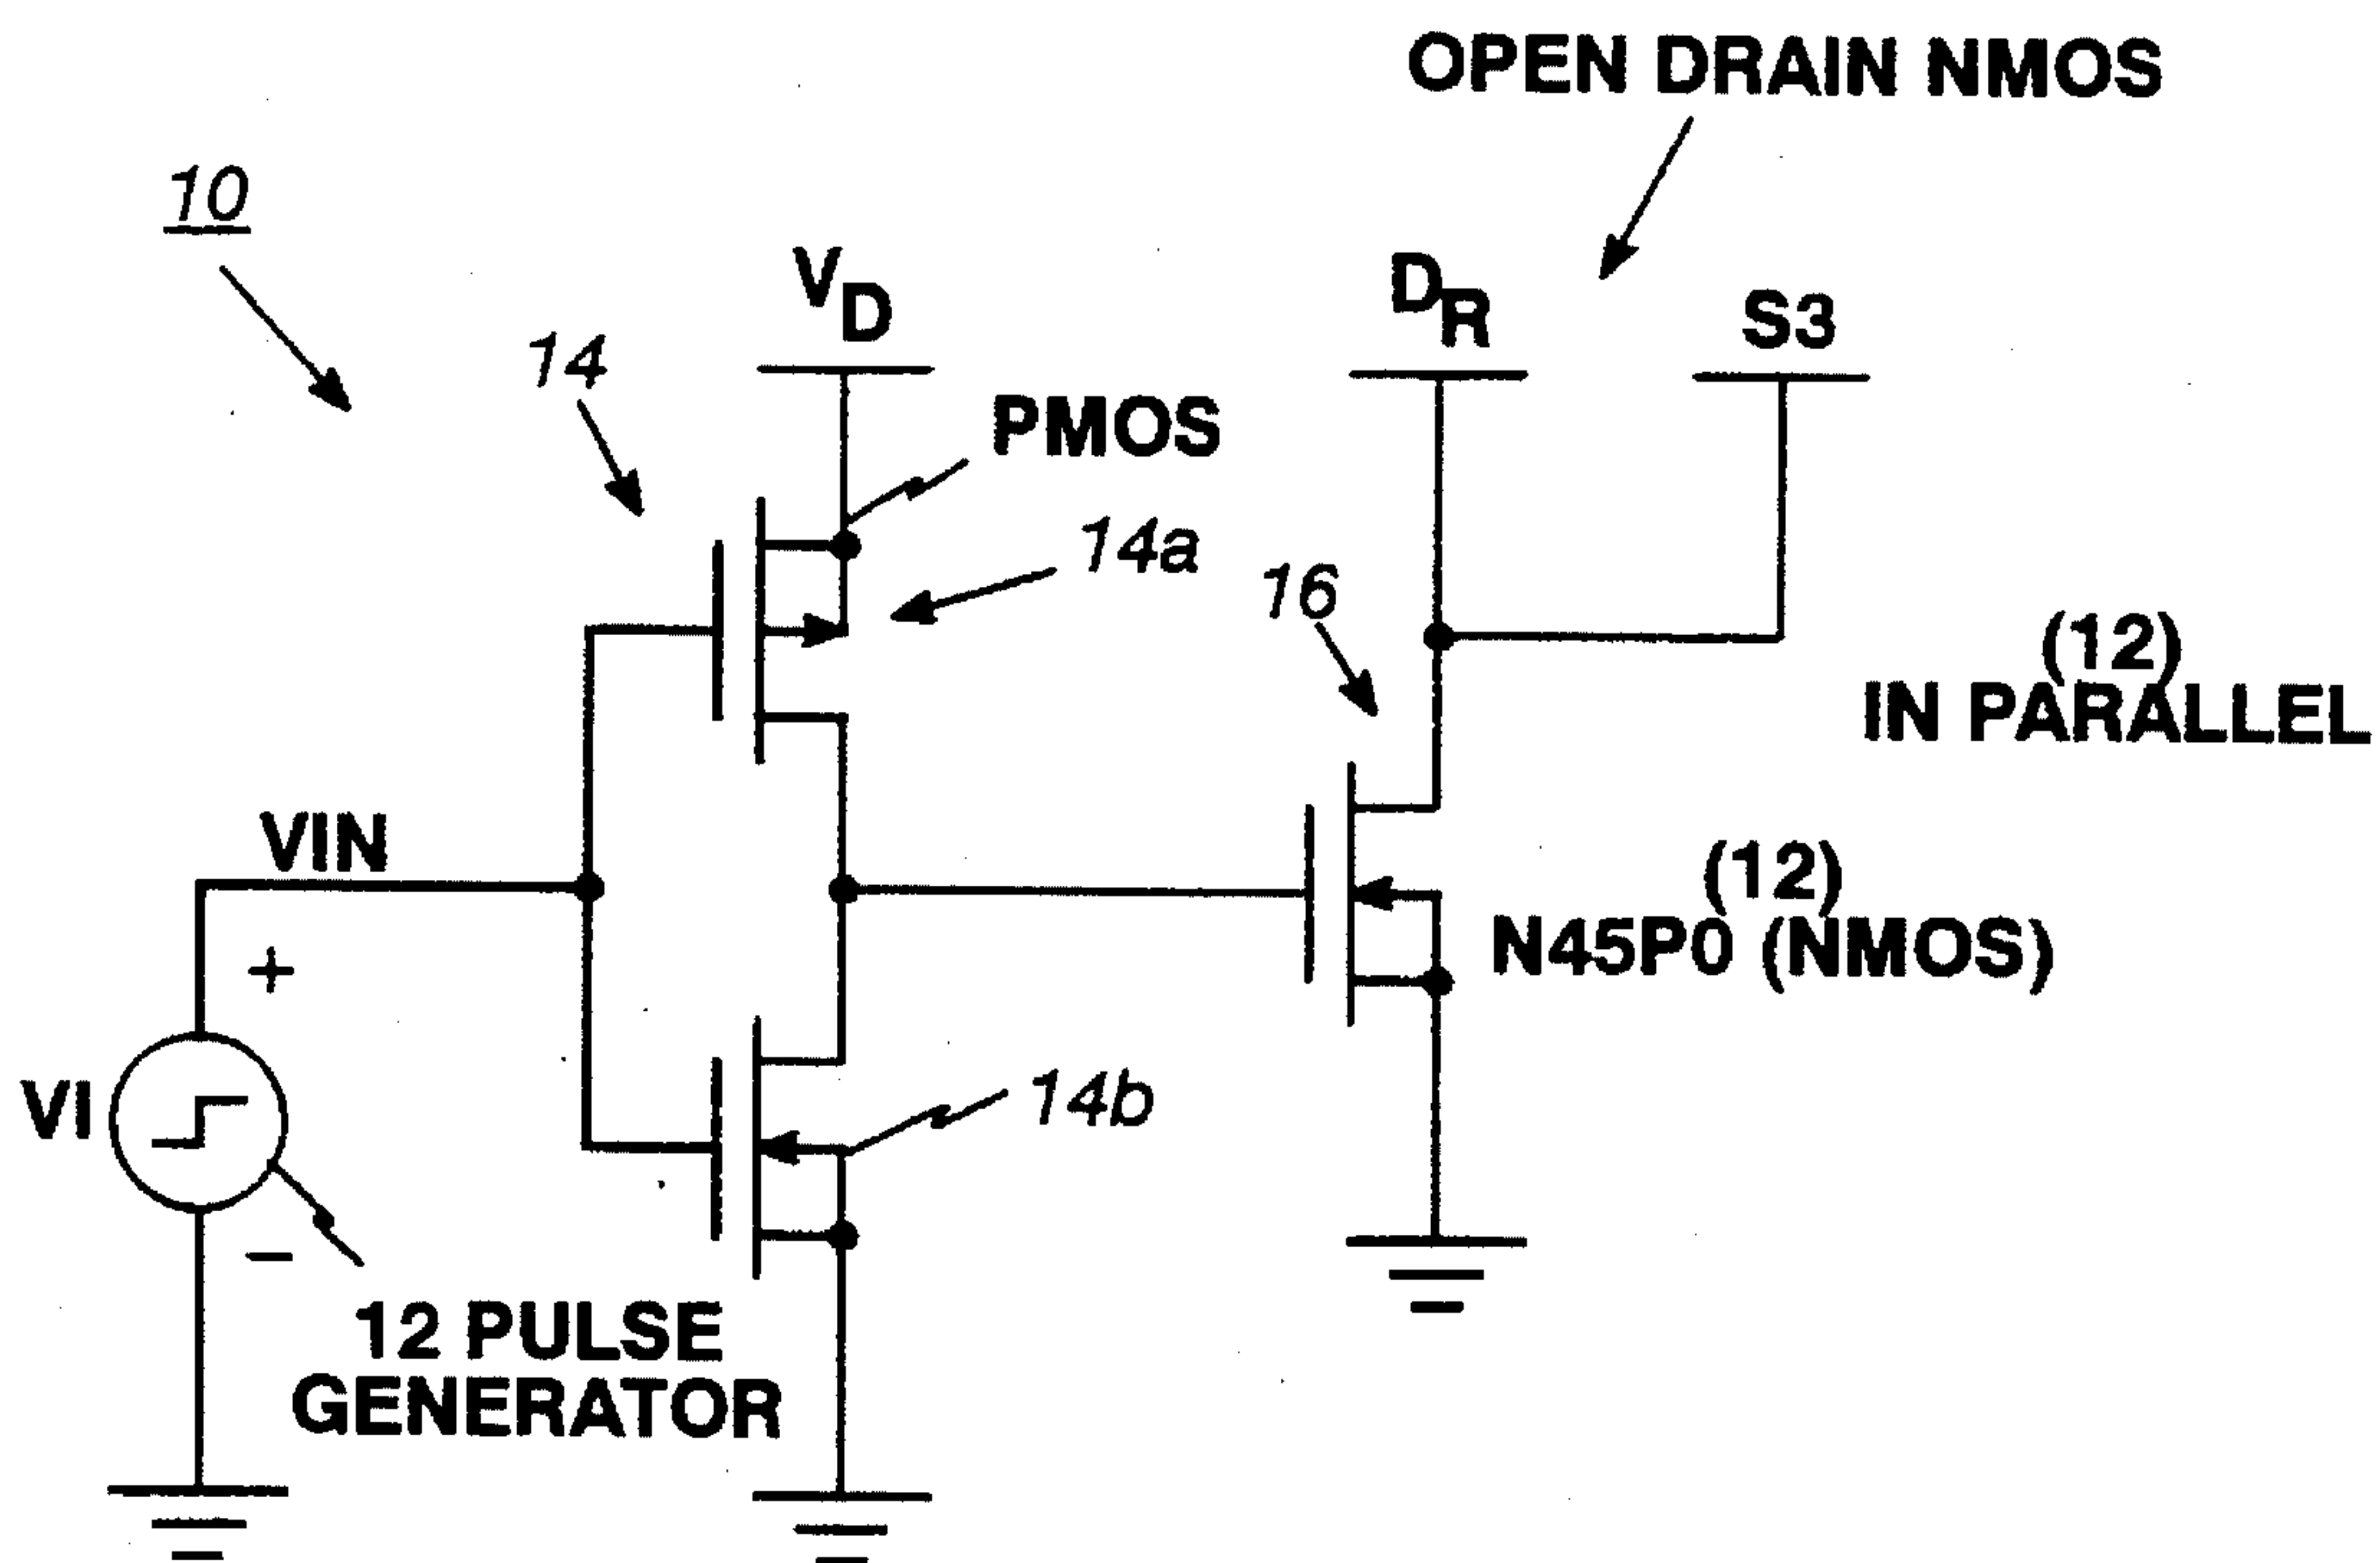 OPEN DRAIN NMOS
10
VD
DR
S3
14
PMOS
14a
16
(12)
IN PARALLEL
VIN
(12)
N45P0 (NMOS)
+
VI
14b
−
12 PULSE
GENERATOR